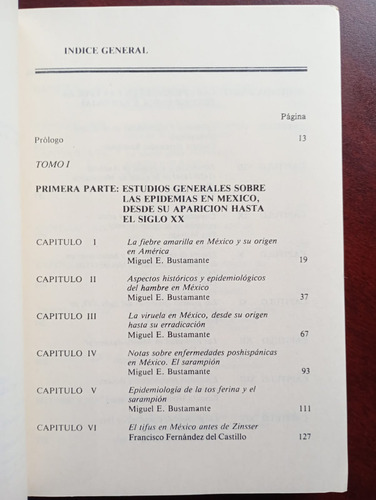 INDICE GENERAL
Página
Prólogo 13
TOMO I
PRIMERA PARTE: ESTUDIOS GENERALES SOBRE
LAS EPIDEMIAS EN MEXICO,
DESDE SU APARICION HASTA
EL SIGLO XX
CAPITULO I La fiebre amarilla en México y su origen
en América
Miguel E. Bustamante 19
CAPITULO II Aspectos históricos y epidemiológicos
del hambre en México
Miguel E. Bustamante 37
CAPITULO III La viruela en México, desde su origen
hasta su erradicación
Miguel E. Bustamante 67
CAPITULO IV Notas sobre enfermedades poshispánicas
en México. El sarampión
Miguel E. Bustamante 93
CAPITULO V Epidemiología de la tos ferina y el
sarampión
Miguel E. Bustamante 111
CAPITULO VI El tifus en México antes de Zinsser
Francisco Fernández del Castillo 127